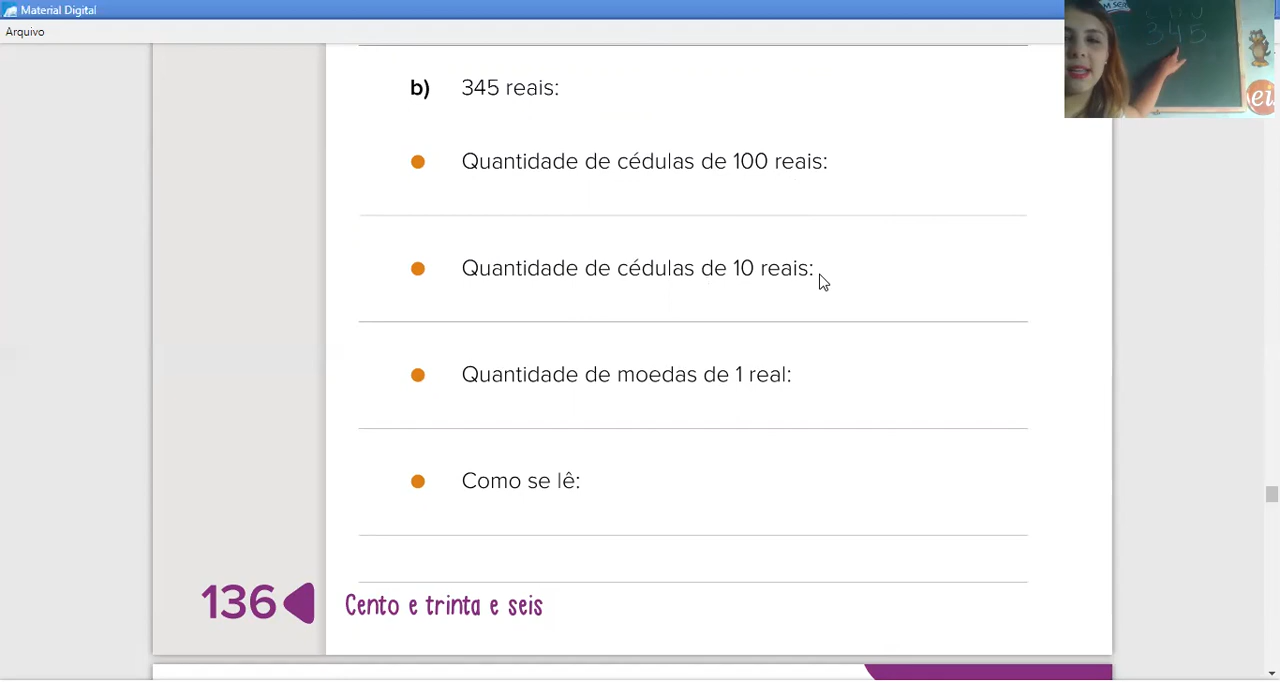 Material Digital
Arquivo
345
b) 345 reais:
Quantidade de cédulas de 100 reais:
Quantidade de cédulas de 10 reais:
Quantidade de moedas de 1 real:
Como se lê:
136 Cento e trinta e seis